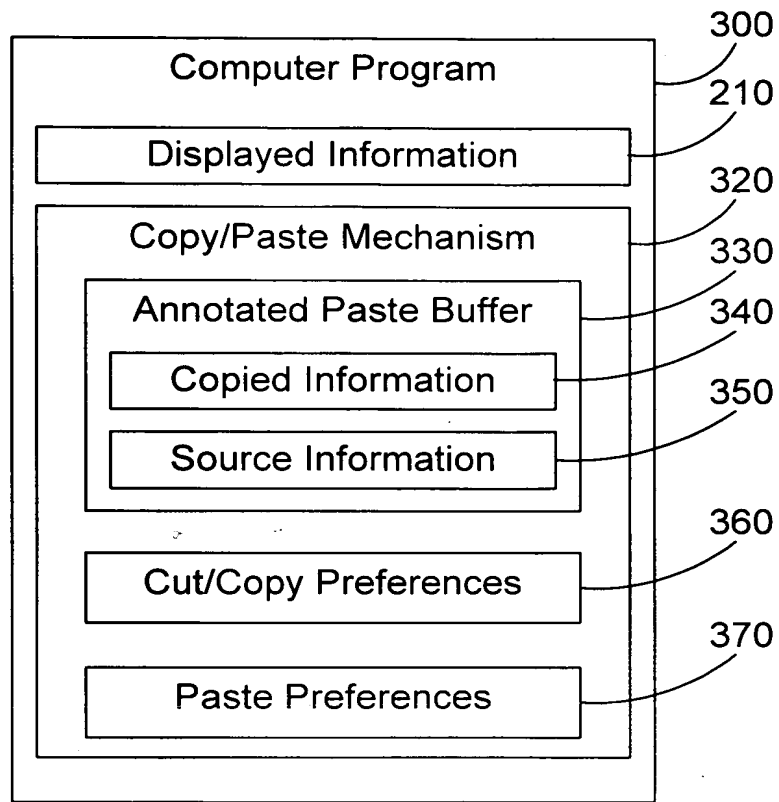 300
Computer Program
210
Displayed Information
320
Copy/Paste Mechanism
330
Annotated Paste Buffer
340
Copied Information
350
Source Information
360
Cut/Copy Preferences
370
Paste Preferences